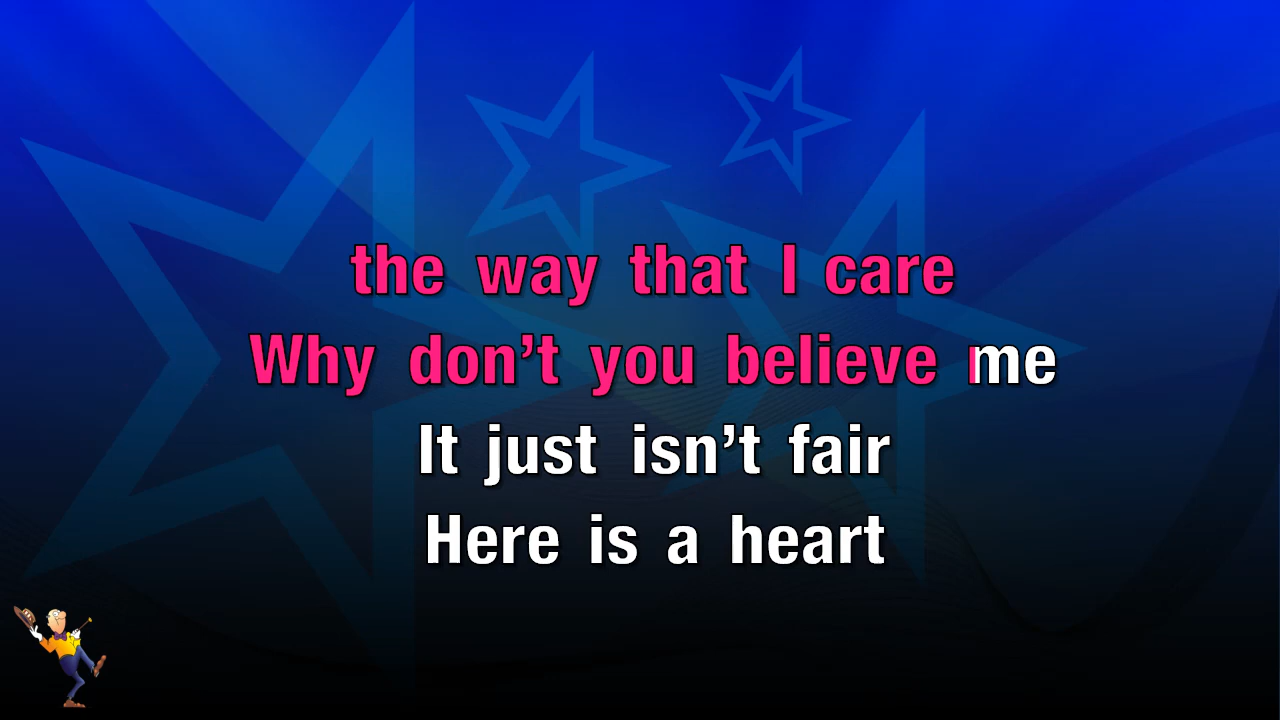 the way that I care
Why don’t you believe me
It just isn’t fair
Here is a heart